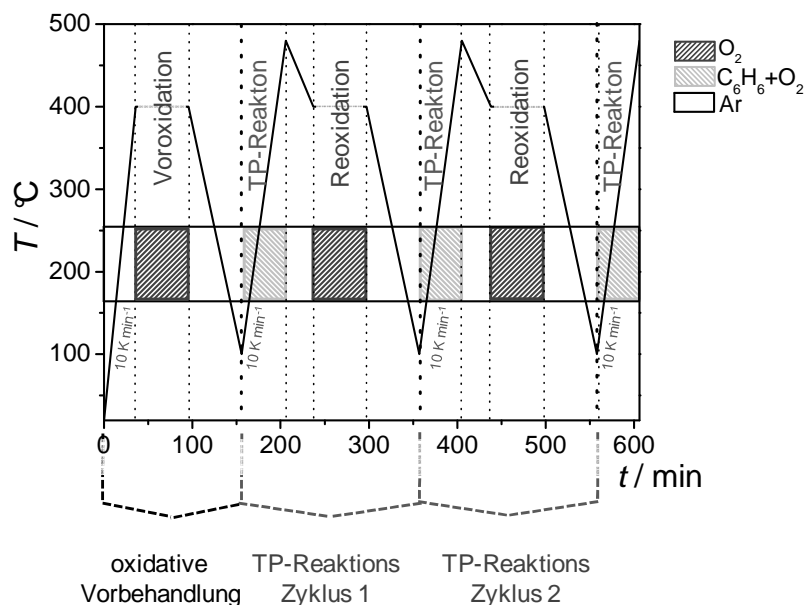 500
400
300
200
100
T / °C
Voroxidation
TP-Reakton
Reoxidation
TP-Reakton
Reoxidation
TP-Reakton
O2
C6H6+O2
Ar
10 K min-1
10 K min-1
10 K min-1
10 K min-1
0 100 200 300 400 500 600
t / min
oxidative
Vorbehandlung
TP-Reaktions
Zyklus 1
TP-Reaktions
Zyklus 2